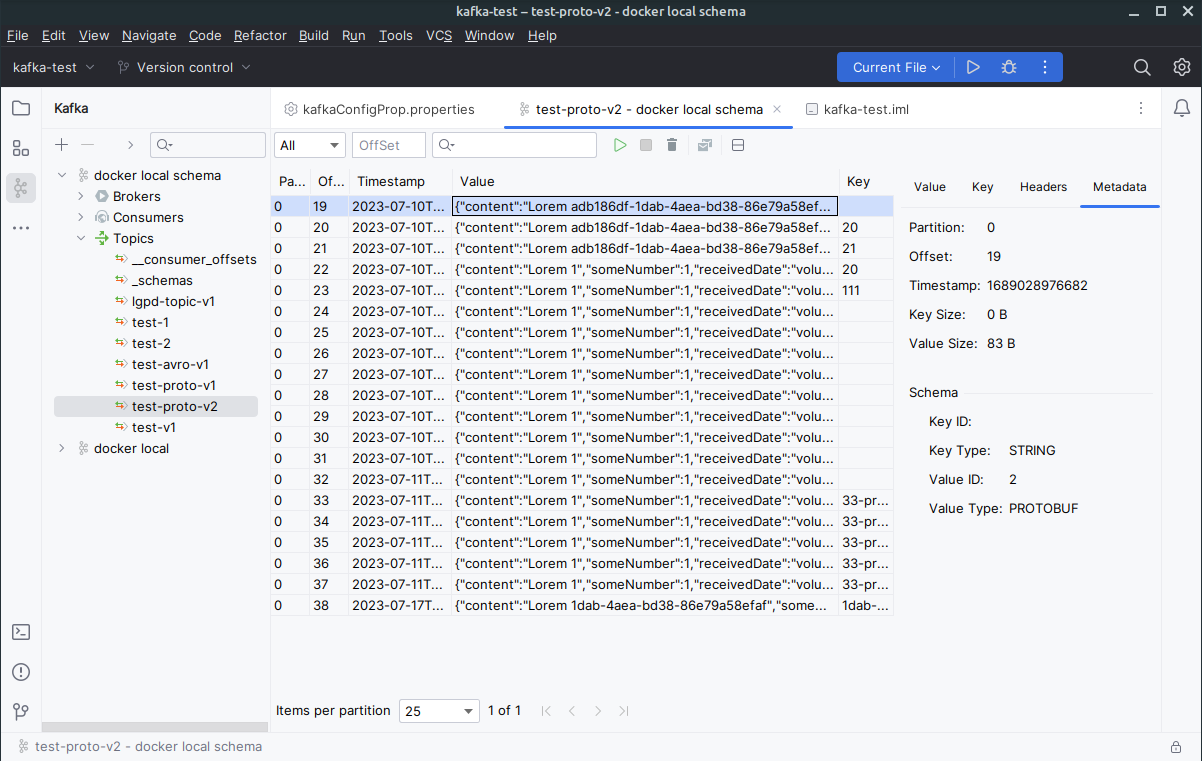 kafka-test – test-proto-v2 - docker local schema
File Edit View Navigate Code Refactor Build Run Tools VCS Window Help
kafka-test Version control Current File
Kafka
kafkaConfigProp.properties test-proto-v2 - docker local schema kafka-test.iml
All OffSet
docker local schema
Brokers
Consumers
Topics
__consumer_offsets
_schemas
lgpd-topic-v1
test-1
test-2
test-avro-v1
test-proto-v1
test-proto-v2
test-v1
docker local
Pa... Of... Timestamp Value Key
0 19 2023-07-10T... {"content":"Lorem adb186df-1dab-4aea-bd38-86e79a58ef...
0 20 2023-07-10T... {"content":"Lorem adb186df-1dab-4aea-bd38-86e79a58ef... 20
0 21 2023-07-10T... {"content":"Lorem adb186df-1dab-4aea-bd38-86e79a58ef... 21
0 22 2023-07-10T... {"content":"Lorem 1","someNumber":1,"receivedDate":"volu... 20
0 23 2023-07-10T... {"content":"Lorem 1","someNumber":1,"receivedDate":"volu... 111
0 24 2023-07-10T... {"content":"Lorem 1","someNumber":1,"receivedDate":"volu...
0 25 2023-07-10T... {"content":"Lorem 1","someNumber":1,"receivedDate":"volu...
0 26 2023-07-10T... {"content":"Lorem 1","someNumber":1,"receivedDate":"volu...
0 27 2023-07-10T... {"content":"Lorem 1","someNumber":1,"receivedDate":"volu...
0 28 2023-07-10T... {"content":"Lorem 1","someNumber":1,"receivedDate":"volu...
0 29 2023-07-10T... {"content":"Lorem 1","someNumber":1,"receivedDate":"volu...
0 30 2023-07-10T... {"content":"Lorem 1","someNumber":1,"receivedDate":"volu...
0 31 2023-07-10T... {"content":"Lorem 1","someNumber":1,"receivedDate":"volu...
0 32 2023-07-11T... {"content":"Lorem 1","someNumber":1,"receivedDate":"volu...
0 33 2023-07-11T... {"content":"Lorem 1","someNumber":1,"receivedDate":"volu... 33-pr...
0 34 2023-07-11T... {"content":"Lorem 1","someNumber":1,"receivedDate":"volu... 33-pr...
0 35 2023-07-11T... {"content":"Lorem 1","someNumber":1,"receivedDate":"volu... 33-pr...
0 36 2023-07-11T... {"content":"Lorem 1","someNumber":1,"receivedDate":"volu... 33-pr...
0 37 2023-07-11T... {"content":"Lorem 1","someNumber":1,"receivedDate":"volu... 33-pr...
0 38 2023-07-17T... {"content":"Lorem 1dab-4aea-bd38-86e79a58efaf","some... 1dab-...
Items per partition 25 1 of 1
Value Key Headers Metadata
Partition: 0
Offset: 19
Timestamp: 1689028976682
Key Size: 0 B
Value Size: 83 B
Schema
Key ID:
Key Type: STRING
Value ID: 2
Value Type: PROTOBUF
test-proto-v2 - docker local schema